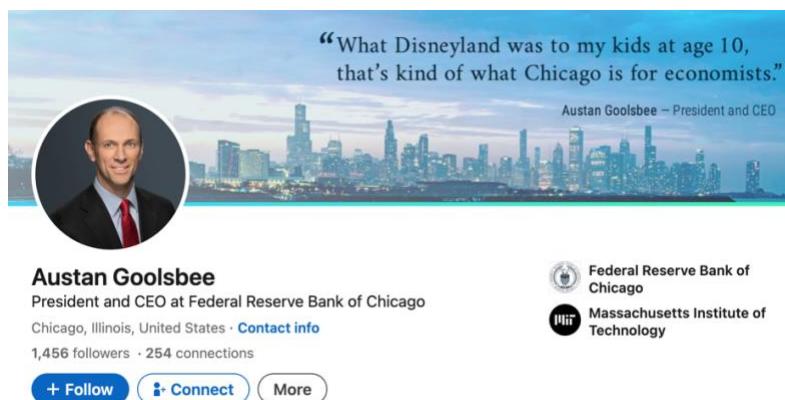 “What Disneyland was to my kids at age 10,
that’s kind of what Chicago is for economists.”
Austan Goolsbee – President and CEO
Austan Goolsbee
President and CEO at Federal Reserve Bank of Chicago
Chicago, Illinois, United States · Contact info
1,456 followers · 254 connections
+ Follow
Connect
More
Federal Reserve Bank of
Chicago
MIT
Massachusetts Institute of
Technology